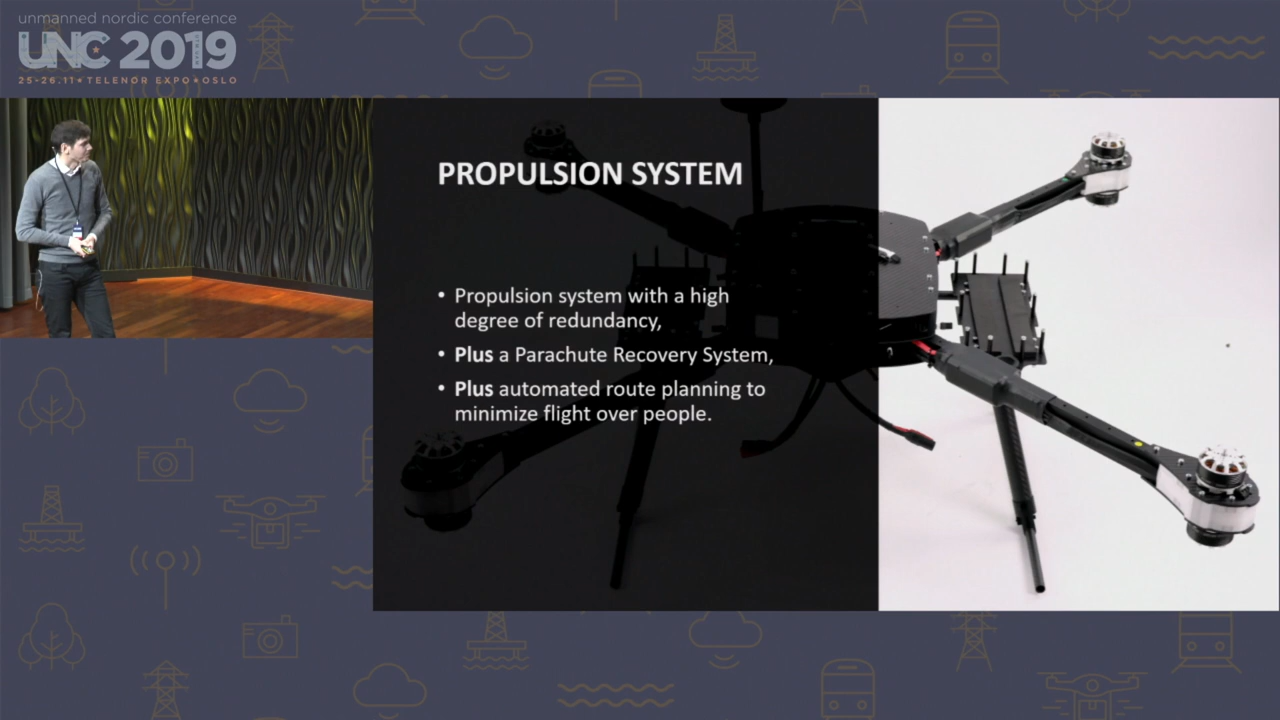 unmanned nordic conference
UNC 2019
25-26.11★TELENOR EXPO★OSLO
PROPULSION SYSTEM
• Propulsion system with a high
degree of redundancy,
• Plus a Parachute Recovery System,
• Plus automated route planning to
minimize flight over people.